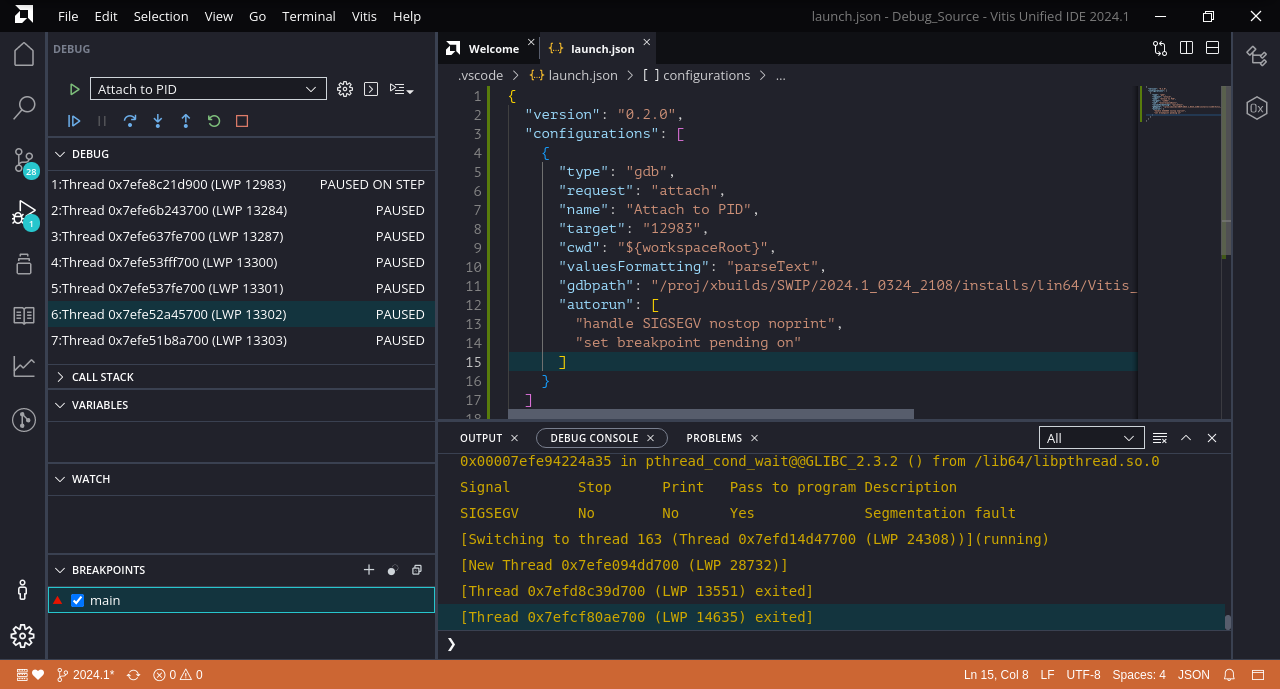 File Edit Selection View Go Terminal Vitis Help
launch.json - Debug_Source - Vitis Unified IDE 2024.1
DEBUG
Attach to PID
DEBUG
1:Thread 0x7efe8c21d900 (LWP 12983) PAUSED ON STEP
2:Thread 0x7efe6b243700 (LWP 13284) PAUSED
3:Thread 0x7efe637fe700 (LWP 13287) PAUSED
4:Thread 0x7efe53fff700 (LWP 13300) PAUSED
5:Thread 0x7efe537fe700 (LWP 13301) PAUSED
6:Thread 0x7efe52a45700 (LWP 13302) PAUSED
7:Thread 0x7efe51b8a700 (LWP 13303) PAUSED
CALL STACK
VARIABLES
WATCH
BREAKPOINTS
main
28
1
Welcome
{..} launch.json
.vscode > {..} launch.json > [ ] configurations > ...
1 {
2 "version": "0.2.0",
3 "configurations": [
4 {
5 "type": "gdb",
6 "request": "attach",
7 "name": "Attach to PID",
8 "target": "12983",
9 "cwd": "${workspaceRoot}",
10 "valuesFormatting": "parseText",
11 "gdbpath": "/proj/xbuilds/SWIP/2024.1_0324_2108/installs/lin64/Vitis_
12 "autorun": [
13 "handle SIGSEGV nostop noprint",
14 "set breakpoint pending on"
15 ]
16 }
17 ]
18
OUTPUT DEBUG CONSOLE PROBLEMS
All
0x00007efe94224a35 in pthread_cond_wait@@GLIBC_2.3.2 () from /lib64/libpthread.so.0
Signal Stop Print Pass to program Description
SIGSEGV No No Yes Segmentation fault
[Switching to thread 163 (Thread 0x7efd14d47700 (LWP 24308))](running)
[New Thread 0x7efe094dd700 (LWP 28732)]
[Thread 0x7efd8c39d700 (LWP 13551) exited]
[Thread 0x7efcf80ae700 (LWP 14635) exited]
❯
0x
2024.1* 0 0
Ln 15, Col 8 LF UTF-8 Spaces: 4 JSON